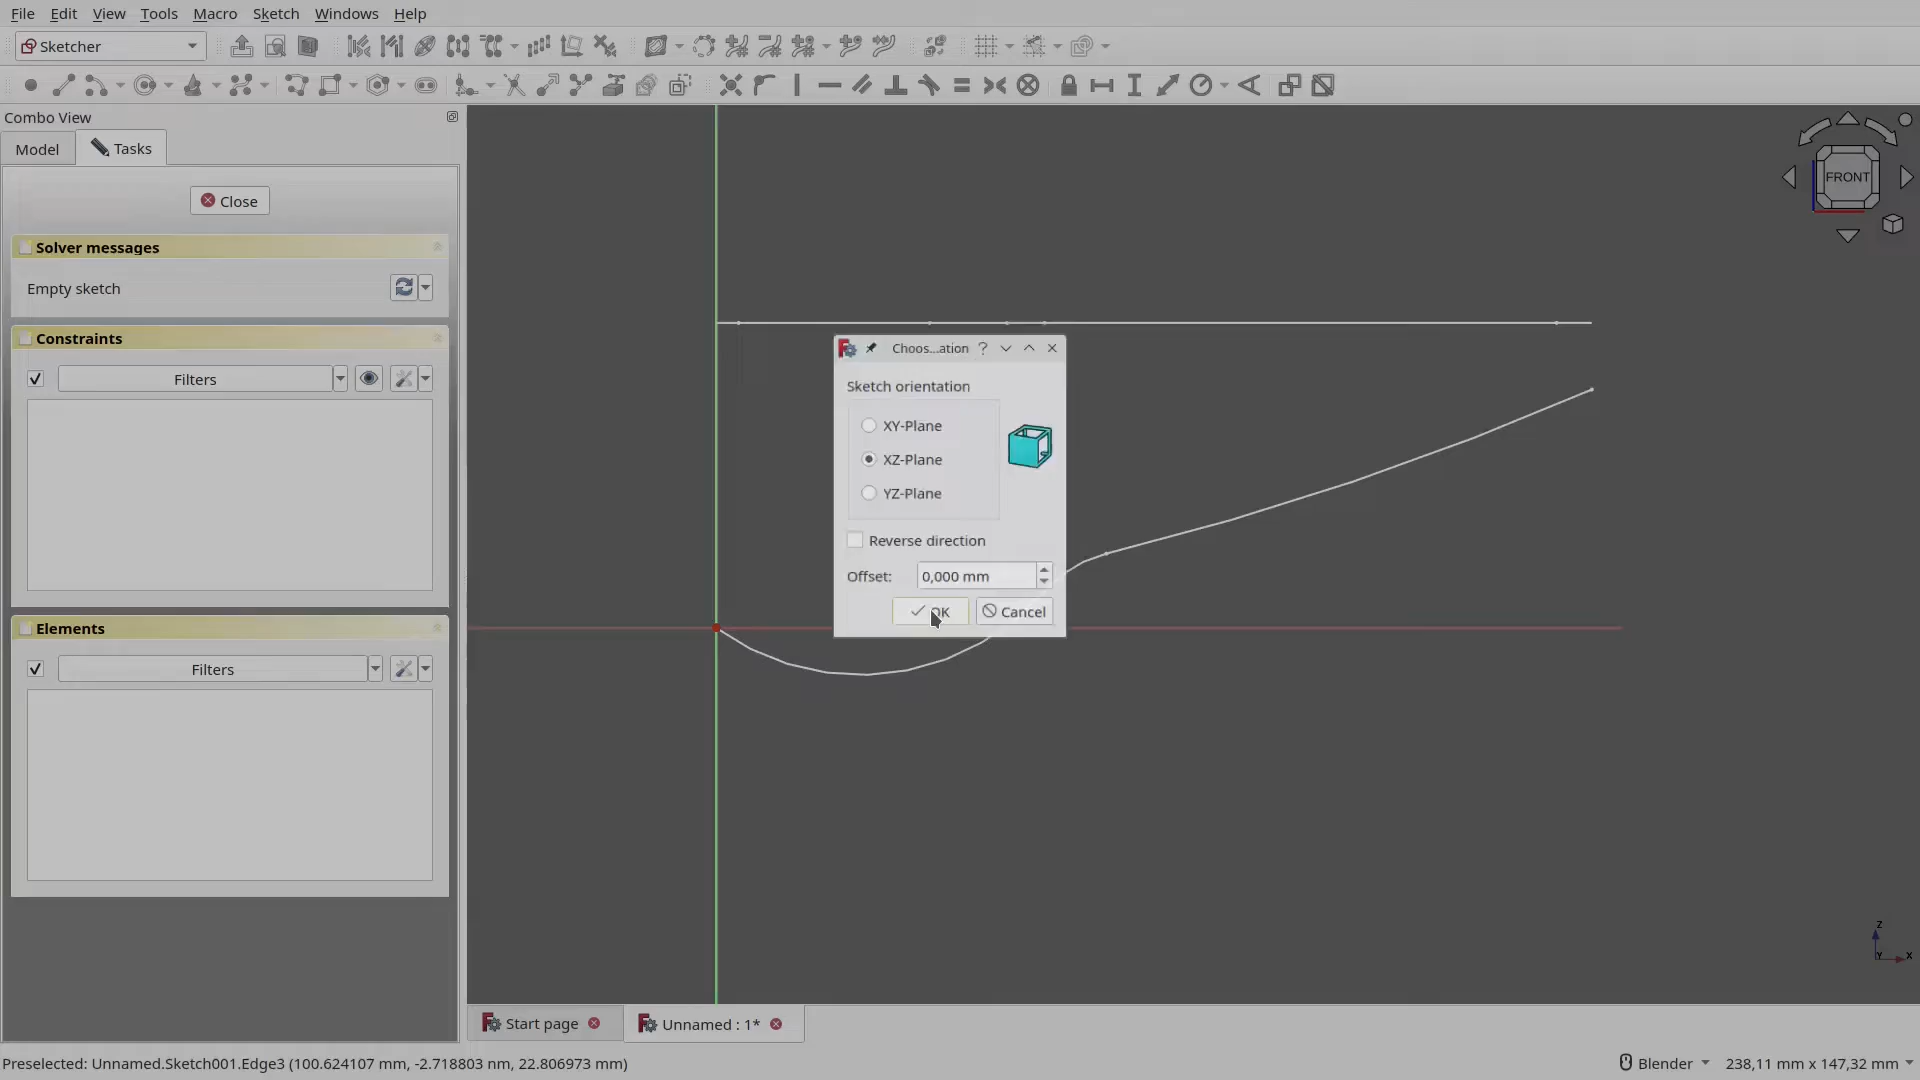 File Edit View Tools Macro Sketch Windows Help
Sketcher
Combo View
Model Tasks
Close
Solver messages
Empty sketch
Constraints
Filters
Elements
Filters
FRONT
Choos...ation ?
Sketch orientation
XY-Plane
XZ-Plane
YZ-Plane
Reverse direction
Offset: 0,000 mm
OK Cancel
Z
Y X
Start page Unnamed : 1*
Preselected: Unnamed.Sketch001.Edge3 (100.624107 mm, -2.718803 nm, 22.806973 mm) Blender 238,11 mm x 147,32 mm